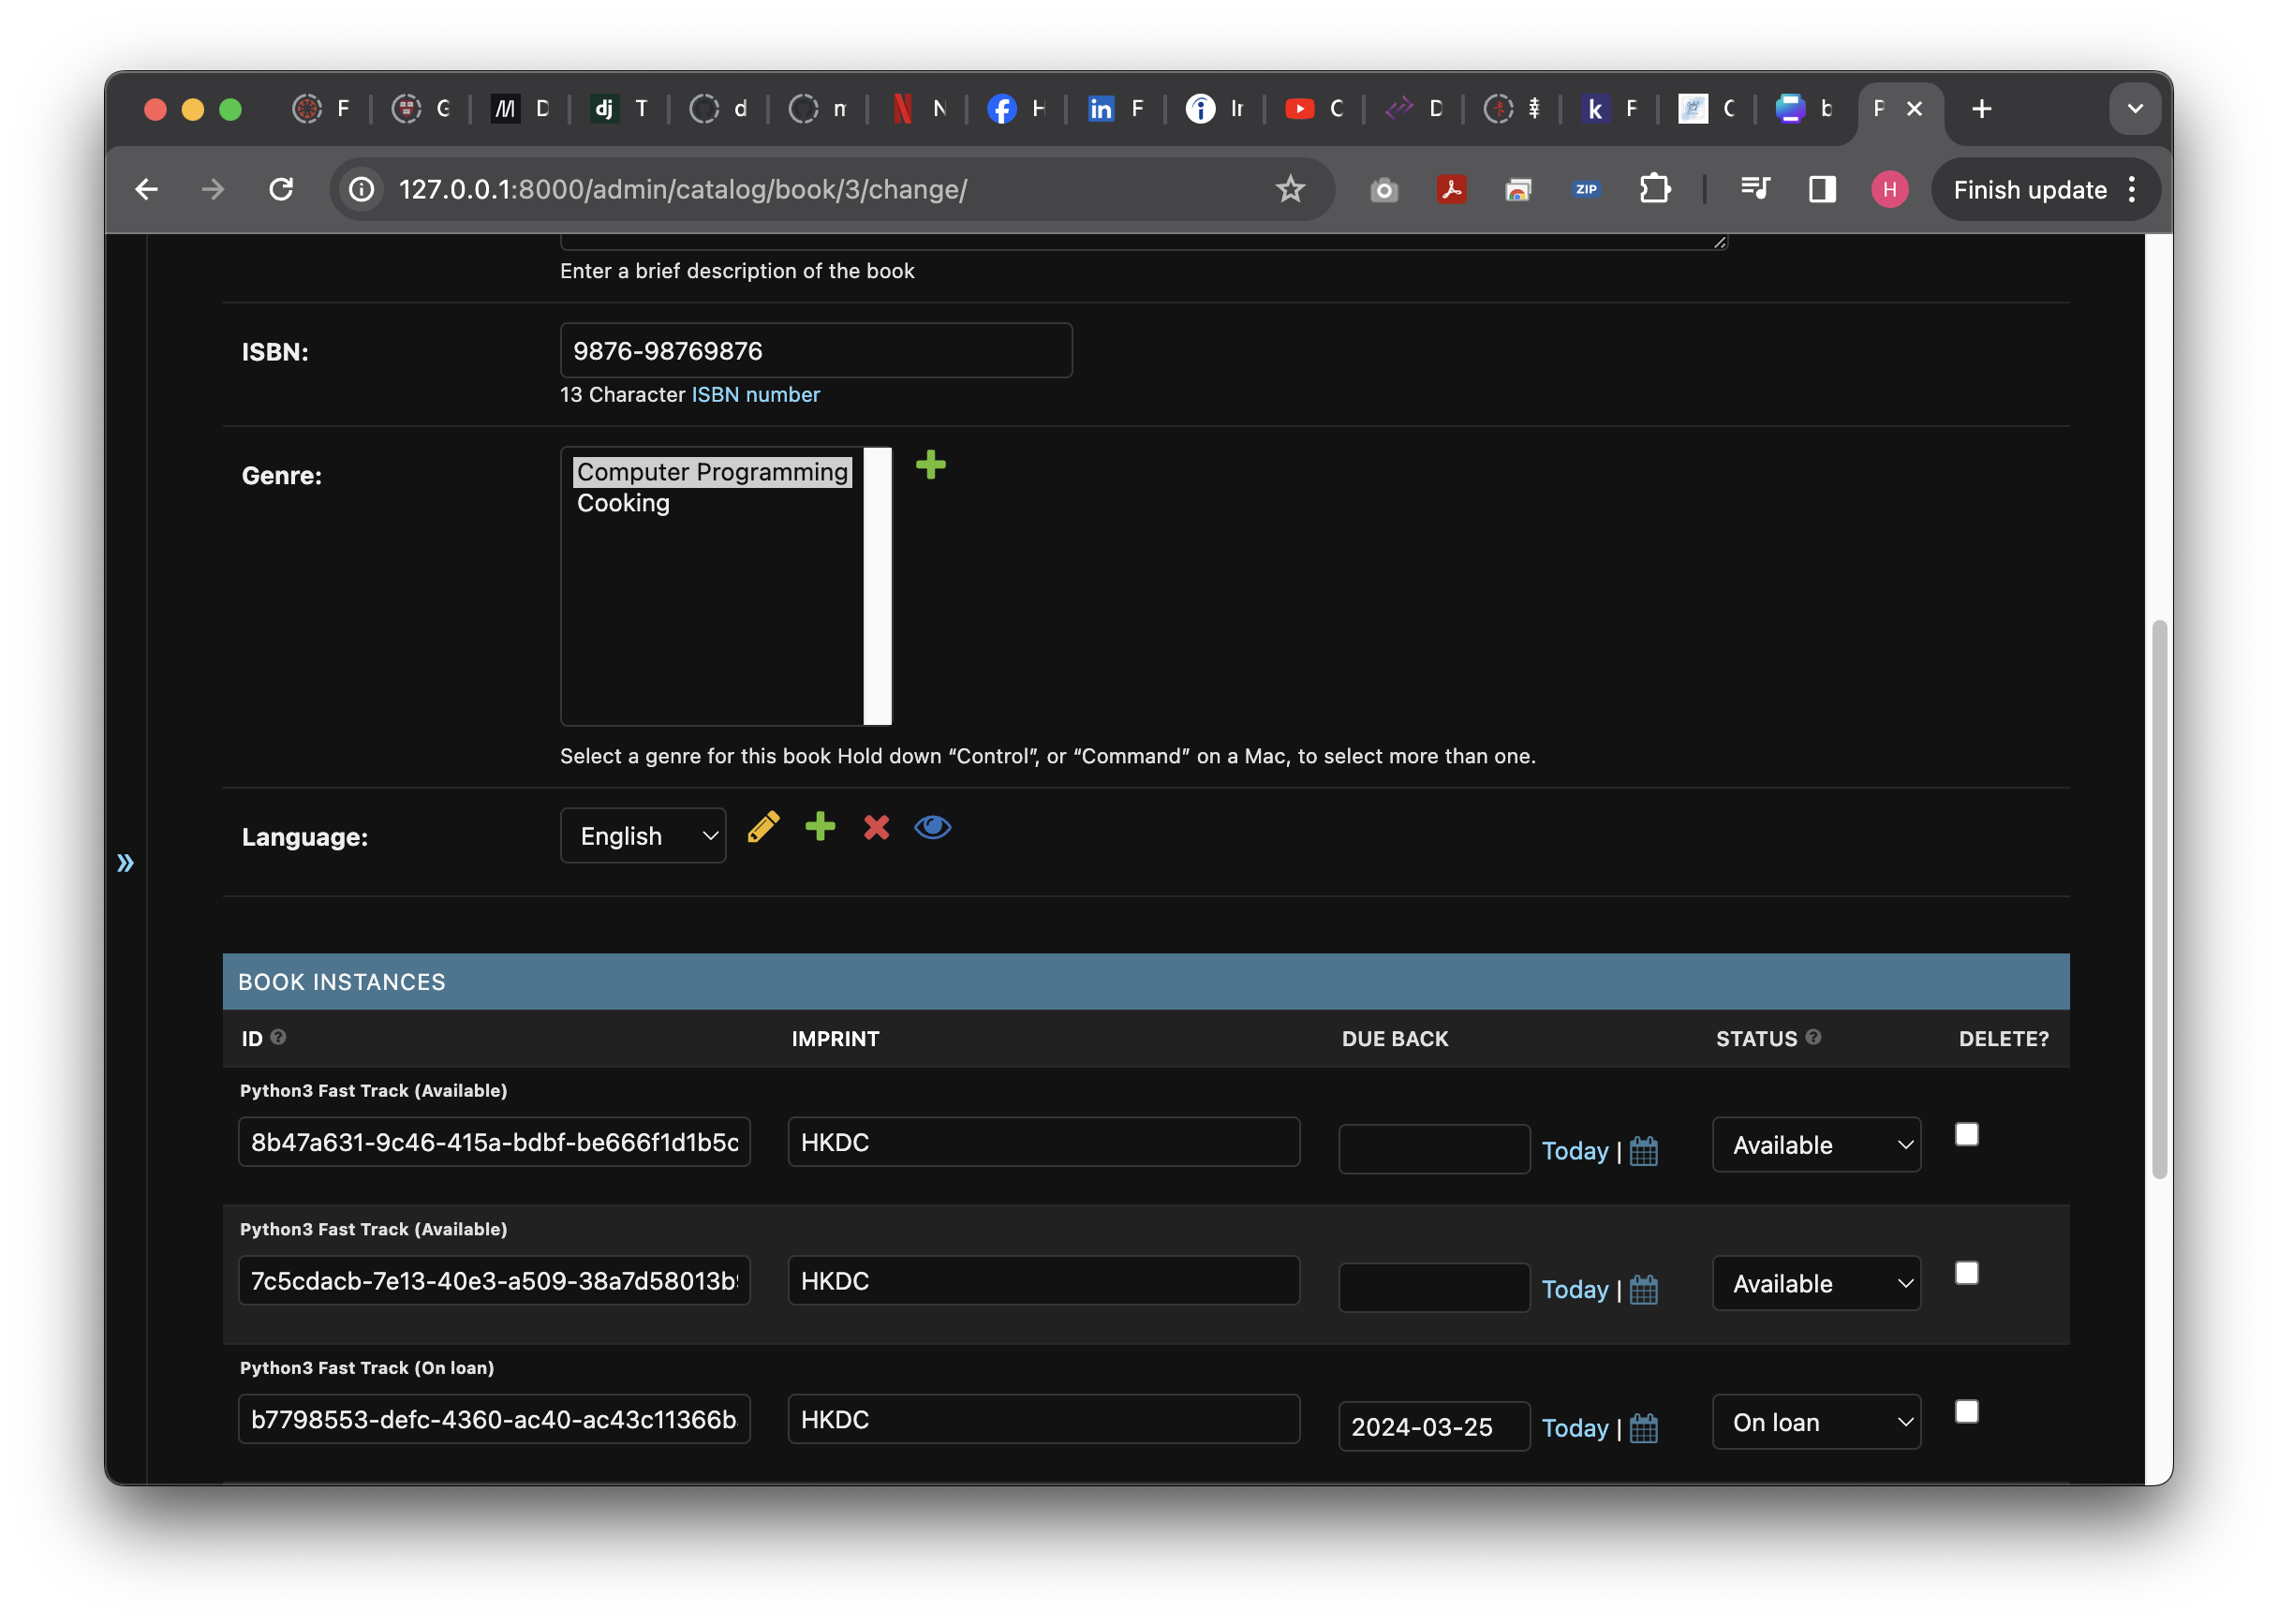 F G M D dj T d n N N f H in F i Ir C D k F C b P
127.0.0.1:8000/admin/catalog/book/3/change/
ZIP H Finish update
Enter a brief description of the book
ISBN: 9876-98769876
13 Character ISBN number
Genre: Computer Programming
Cooking
Select a genre for this book Hold down “Control”, or “Command” on a Mac, to select more than one.
Language: English
»
BOOK INSTANCES
ID ? IMPRINT DUE BACK STATUS ? DELETE?
Python3 Fast Track (Available)
8b47a631-9c46-415a-bdbf-be666f1d1b5c HKDC Today | Available
Python3 Fast Track (Available)
7c5cdacb-7e13-40e3-a509-38a7d58013b HKDC Today | Available
Python3 Fast Track (On loan)
b7798553-defc-4360-ac40-ac43c11366b HKDC 2024-03-25 Today | On loan